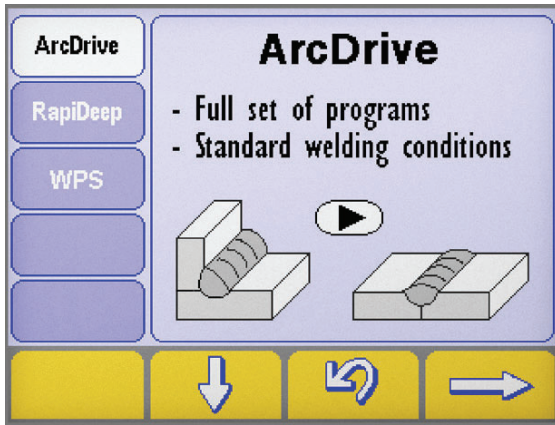 ArcDrive
RapiDeep
WPS
ArcDrive
- Full set of programs
- Standard welding conditions